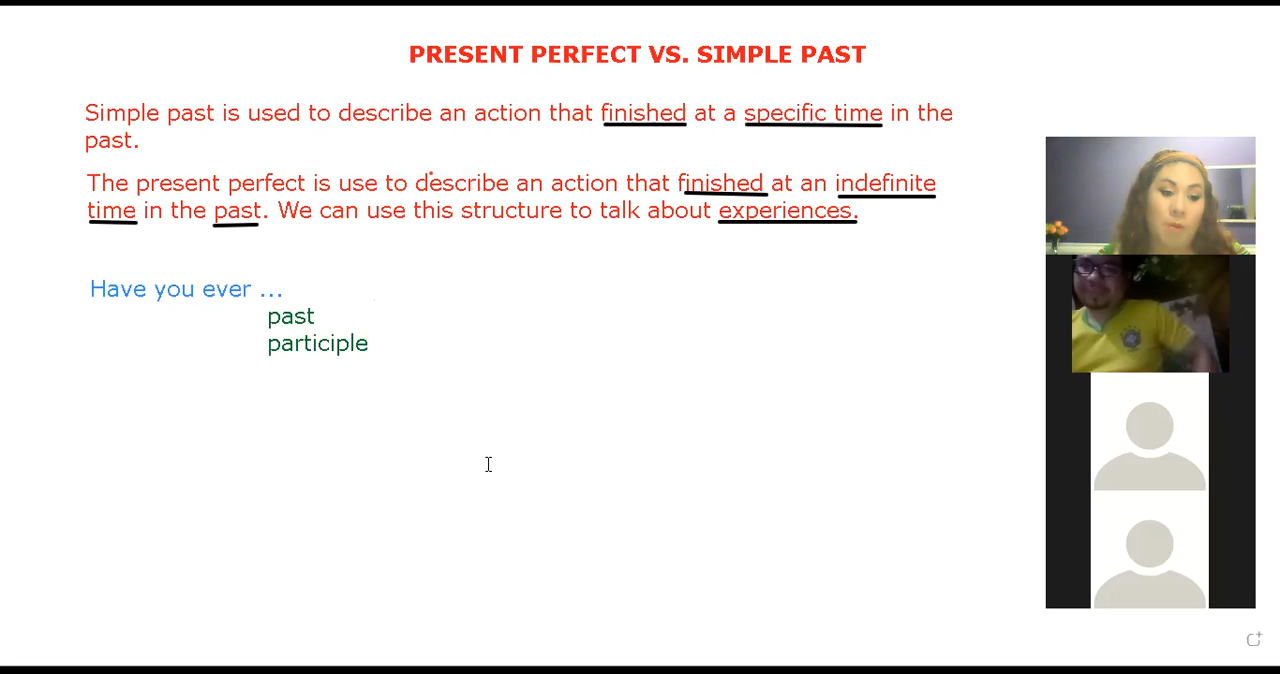 PRESENT PERFECT VS. SIMPLE PAST
Simple past is used to describe an action that finished at a specific time in the
past.
The present perfect is use to describe an action that finished at an indefinite
time in the past. We can use this structure to talk about experiences.
Have you ever ...
past
participle